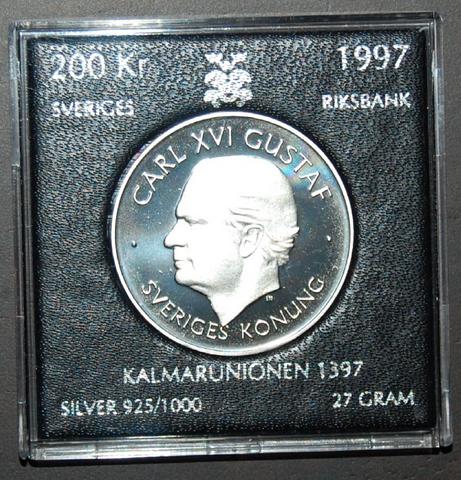 200 Kr 1997
SVERIGES RIKSBANK
CARL XVI GUSTAF
SVERIGES KONUNG
KALMARUNIONEN 1397
SILVER 925/1000 27 GRAM